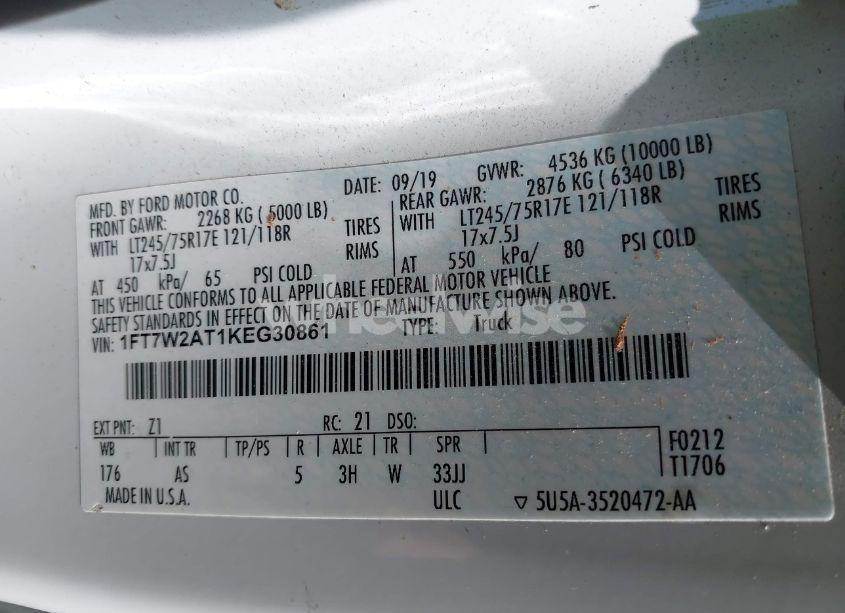 MFD. BY FORD MOTOR CO.
DATE: 09/19 GVWR: 4536 KG (10000 LB)
FRONT GAWR: 2268 KG ( 5000 LB)
WITH LT245/75R17E 121/118R TIRES
17x7.5J RIMS
AT 450 kPa/ 65 PSI COLD
REAR GAWR: 2876 KG ( 6340 LB)
WITH LT245/75R17E 121/118R TIRES
17x7.5J RIMS
AT 550 kPa/ 80 PSI COLD
THIS VEHICLE CONFORMS TO ALL APPLICABLE FEDERAL MOTOR VEHICLE
SAFETY STANDARDS IN EFFECT ON THE DATE OF MANUFACTURE SHOWN ABOVE.
VIN: 1FT7W2AT1KEG30861 TYPE: Truck
EXT PNT: Z1 RC: 21 DSO:
WB INT TR TP/PS R AXLE TR SPR
176 AS 5 3H W 33JJ
F0212
T1706
MADE IN U.S.A. ULC ▽ 5U5A-3520472-AA